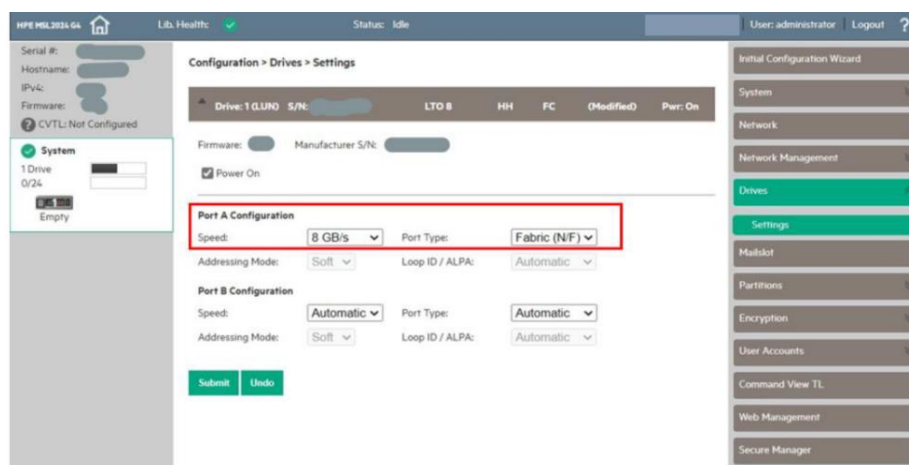 HPE MSL2024 G4 Lib. Health: Status: Idle User: administrator Logout ?
Serial #:
Hostname:
IPv4:
Firmware:
CVTL: Not Configured
System
1 Drive
0/24
Empty
Configuration > Drives > Settings
Drive: 1 (LUN) S/N: LTO 8 HH FC (Modified) Pwr: On
Firmware: Manufacturer S/N:
Power On
Port A Configuration
Speed: 8 GB/s Port Type: Fabric (N/F)
Addressing Mode: Soft Loop ID / ALPA: Automatic
Port B Configuration
Speed: Automatic Port Type: Automatic
Addressing Mode: Soft Loop ID / ALPA: Automatic
Submit Undo
Initial Configuration Wizard
System
Network
Network Management
Drives
Settings
Mailslot
Partitions
Encryption
User Accounts
Command View TL
Web Management
Secure Manager